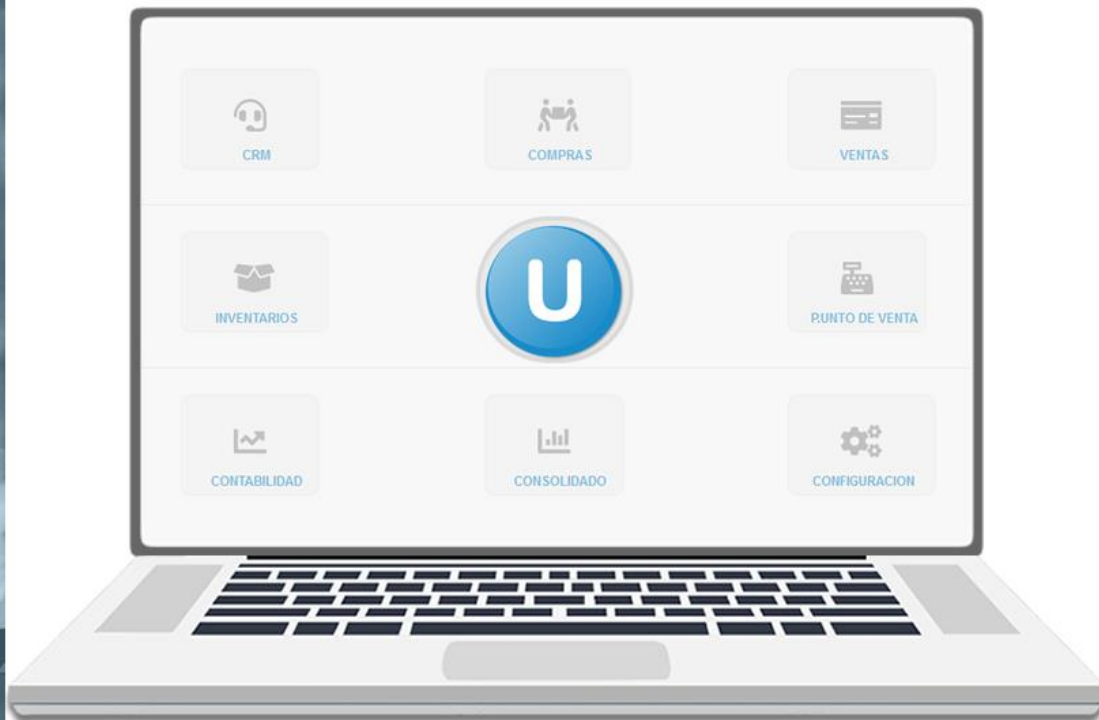 CRM
COMPRAS
VENTAS
INVENTARIOS
U
P.UNTO DE VENTA
CONTABILIDAD
CONSOLIDADO
CONFIGURACION